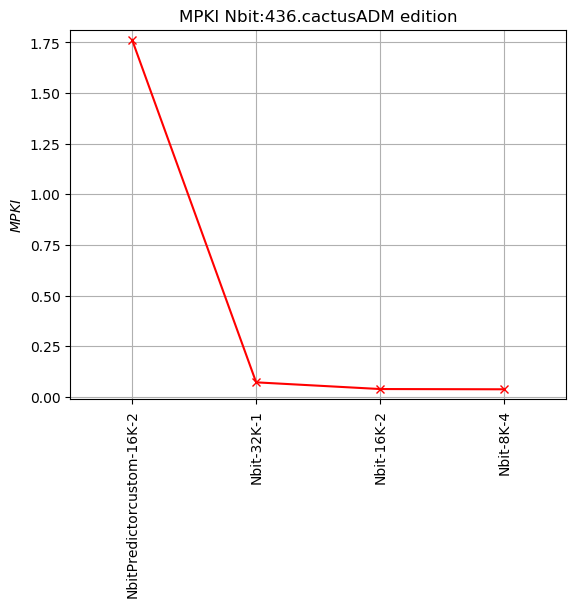 MPKI Nbit:436.cactusADM edition
MPKI
1.75
1.50
1.25
1.00
0.75
0.50
0.25
0.00
NbitPredictorcustom-16K-2
Nbit-32K-1
Nbit-16K-2
Nbit-8K-4